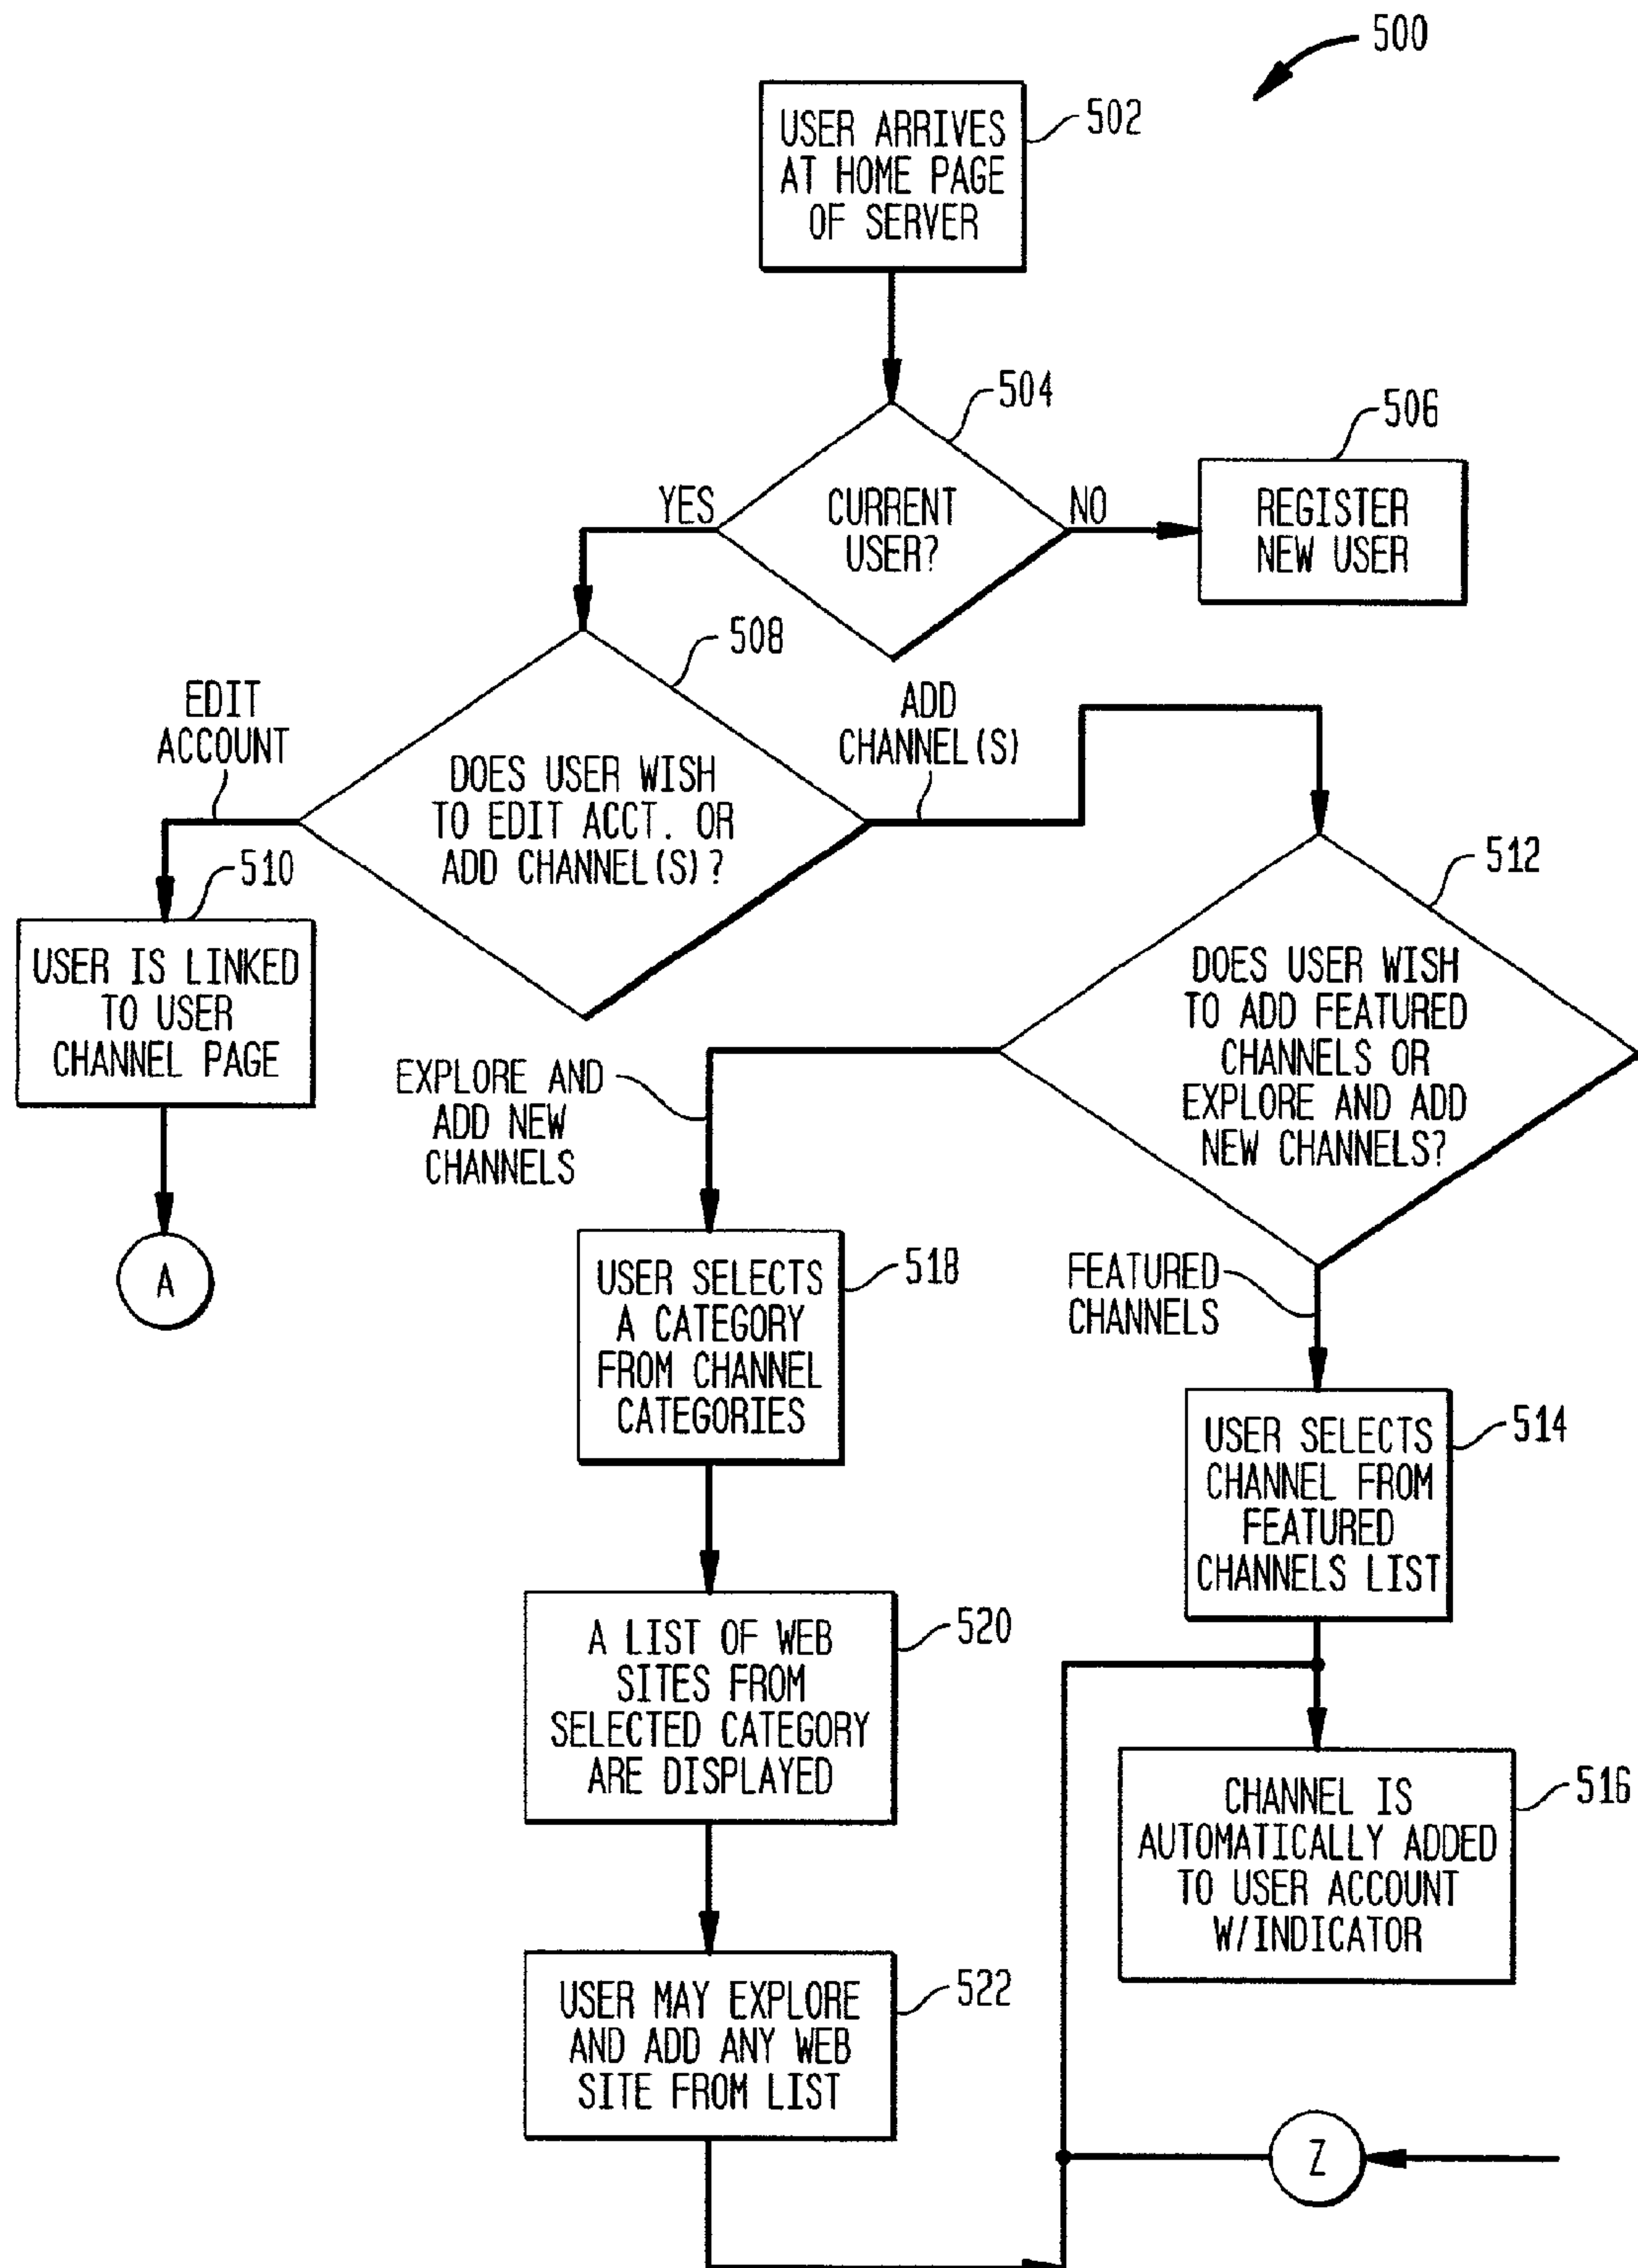 500
USER ARRIVES
AT HOME PAGE
OF SERVER
502
504
CURRENT
USER?
YES
NO
506
REGISTER
NEW USER
508
DOES USER WISH
TO EDIT ACCT. OR
ADD CHANNEL(S)?
EDIT
ACCOUNT
ADD
CHANNEL(S)
510
USER IS LINKED
TO USER
CHANNEL PAGE
A
512
DOES USER WISH
TO ADD FEATURED
CHANNELS OR
EXPLORE AND ADD
NEW CHANNELS?
EXPLORE AND
ADD NEW
CHANNELS
FEATURED
CHANNELS
518
USER SELECTS
A CATEGORY
FROM CHANNEL
CATEGORIES
514
USER SELECTS
CHANNEL FROM
FEATURED
CHANNELS LIST
520
A LIST OF WEB
SITES FROM
SELECTED CATEGORY
ARE DISPLAYED
516
CHANNEL IS
AUTOMATICALLY ADDED
TO USER ACCOUNT
W/INDICATOR
522
USER MAY EXPLORE
AND ADD ANY WEB
SITE FROM LIST
Z